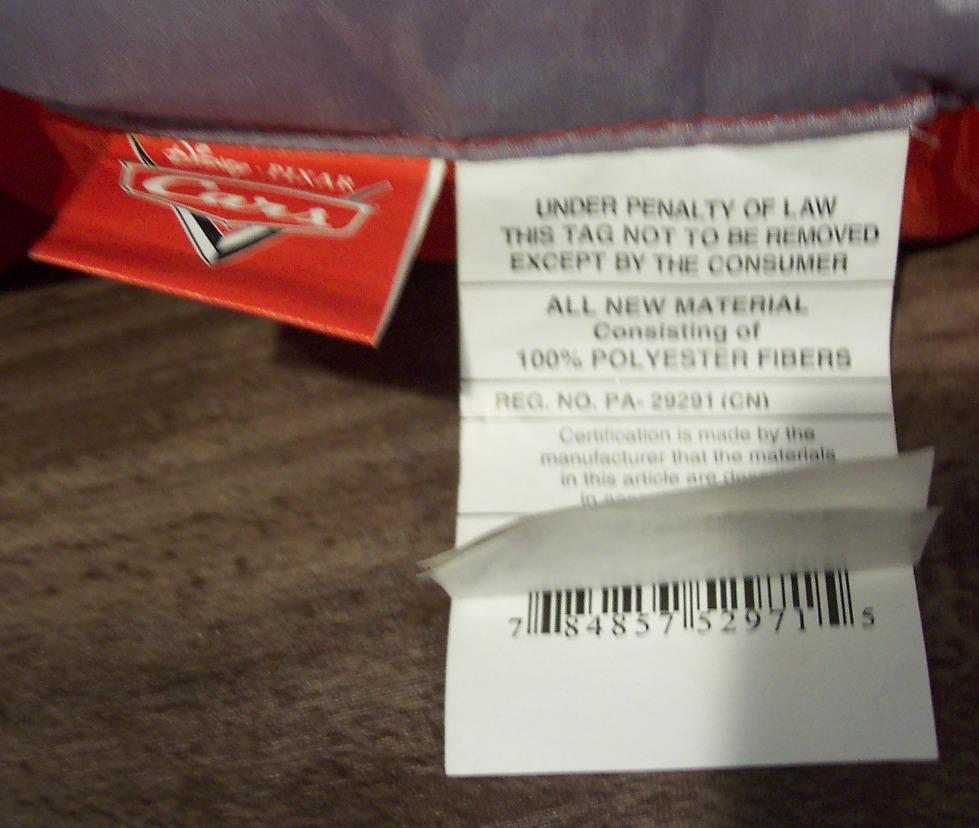 Disney · PIXAR
Cars
UNDER PENALTY OF LAW
THIS TAG NOT TO BE REMOVED
EXCEPT BY THE CONSUMER
ALL NEW MATERIAL
Consisting of
100% POLYESTER FIBERS
REG. NO. PA- 29291 (CN)
Certification is made by the
manufacturer that the materials
in this article are
in
7 84857 52971 5